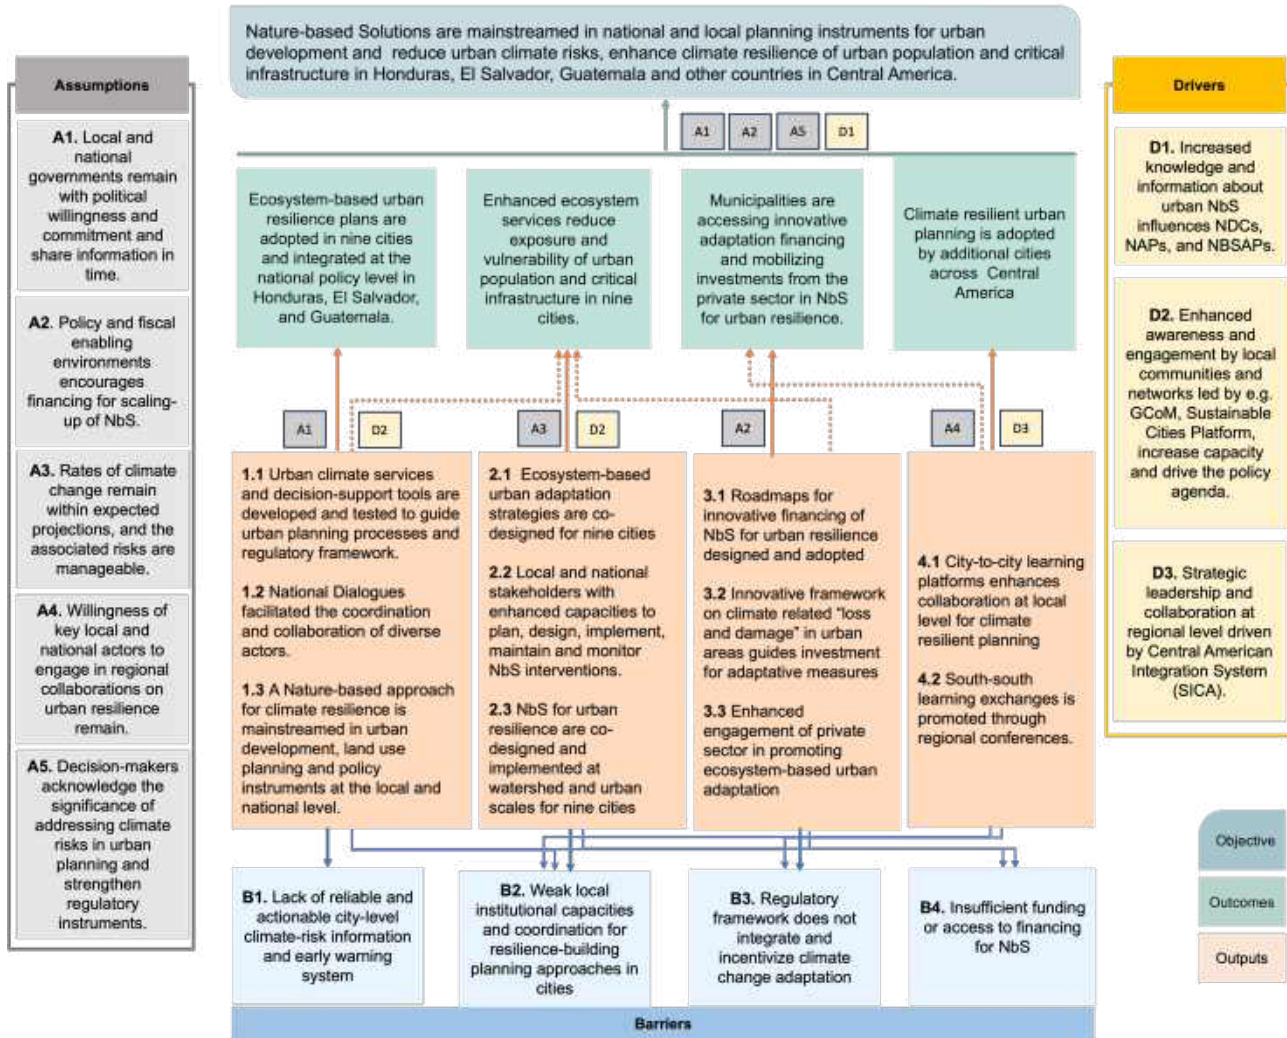 Nature-based Solutions are mainstreamed in national and local planning instruments for urban
development and reduce urban climate risks, enhance climate resilience of urban population and critical
infrastructure in Honduras, El Salvador, Guatemala and other countries in Central America.
Assumptions
A1. Local and
national
governments remain
with political
willingness and
commitment and
share information in
time.
A2. Policy and fiscal
enabling
environments
encourages
financing for scaling-
up of NbS.
A3. Rates of climate
change remain
within expected
projections, and the
associated risks are
manageable.
A4. Willingness of
key local and
national actors to
engage in regional
collaborations on
urban resilience
remain.
A5. Decision-makers
acknowledge the
significance of
addressing climate
risks in urban
planning and
strengthen
regulatory
instruments.
A1
A2
A5
D1
Ecosystem-based urban
resilience plans are
adopted in nine cities
and integrated at the
national policy level in
Honduras, El Salvador,
and Guatemala.
Enhanced ecosystem
services reduce
exposure and
vulnerability of urban
population and critical
infrastructure in nine
cities.
Municipalities are
accessing innovative
adaptation financing
and mobilizing
investments from the
private sector in NbS
for urban resilience.
Climate resilient urban
planning is adopted
by additional cities
across Central
America
A1
D2
A3
D2
A2
A4
D3
1.1 Urban climate services
and decision-support tools are
developed and tested to guide
urban planning processes and
regulatory framework.
1.2 National Dialogues
facilitated the coordination
and collaboration of diverse
actors.
1.3 A Nature-based approach
for climate resilience is
mainstreamed in urban
development, land use
planning and policy
instruments at the local and
national level.
2.1 Ecosystem-based
urban adaptation
strategies are co-
designed for nine cities
2.2 Local and national
stakeholders with
enhanced capacities to
plan, design, implement,
maintain and monitor
NbS interventions.
2.3 NbS for urban
resilience are co-
designed and
implemented at
watershed and urban
scales for nine cities
3.1 Roadmaps for
innovative financing of
NbS for urban resilience
designed and adopted
3.2 Innovative framework
on climate related "loss
and damage" in urban
areas guides investment
for adaptative measures
3.3 Enhanced
engagement of private
sector in promoting
ecosystem-based urban
adaptation
4.1 City-to-city learning
platforms enhances
collaboration at local
level for climate
resilient planning
4.2 South-south
learning exchanges is
promoted through
regional conferences.
B1. Lack of reliable and
actionable city-level
climate-risk information
and early warning
system
B2. Weak local
institutional capacities
and coordination for
resilience-building
planning approaches in
cities
B3. Regulatory
framework does not
integrate and
incentivize climate
change adaptation
B4. Insufficient funding
or access to financing
for NbS
Barriers
Drivers
D1. Increased
knowledge and
information about
urban NbS
influences NDCs,
NAPs, and NBSAPs.
D2. Enhanced
awareness and
engagement by local
communities and
networks led by e.g.
GCoM, Sustainable
Cities Platform,
increase capacity
and drive the policy
agenda.
D3. Strategic
leadership and
collaboration at
regional level driven
by Central American
Integration System
(SICA).
Objective
Outcomes
Outputs